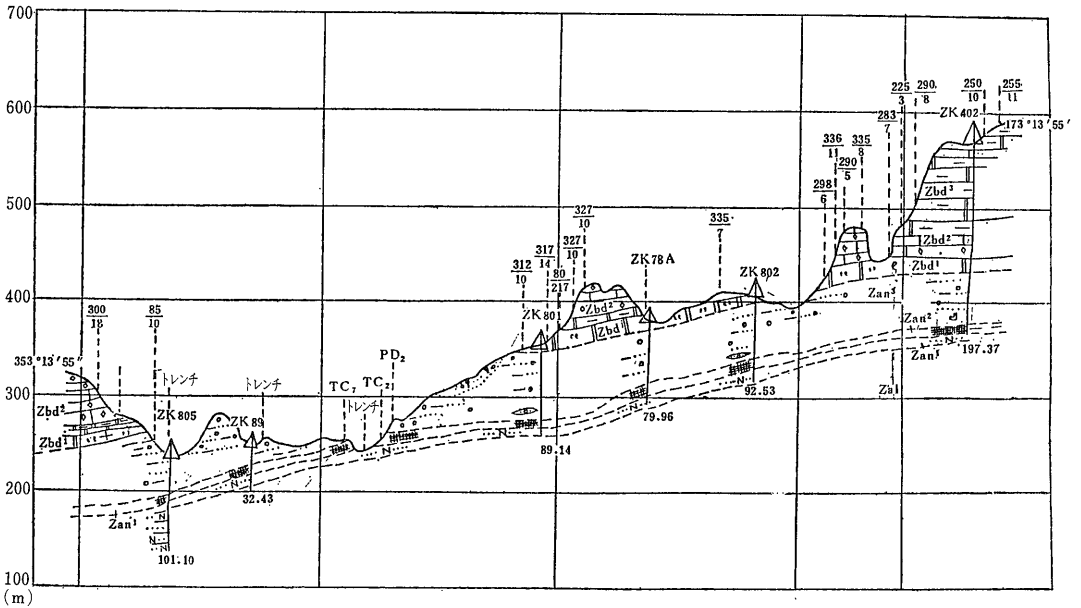 700
600
500
400
300
200
100
(m)
225
3
290
8
250
10
255
11
ZK402
173°13′55″
283
7
336
11
335
8
290
5
298
6
Zbd³
Zbd²
Zbd¹
Zan³
Zan²
Zan¹
197.37
335
7
ZK802
92.53
ZK78A
79.96
327
10
327
10
317
14
80
217
312
10
ZK801
Zbd²
Zbd
89.14
PD₂
TC₇
TC₂
トレンチ
トレンチ
ZK89
32.43
85
10
トレンチ
ZK805
101.10
300
18
353°13′55″
Zbd²
Zbd¹
Zan¹